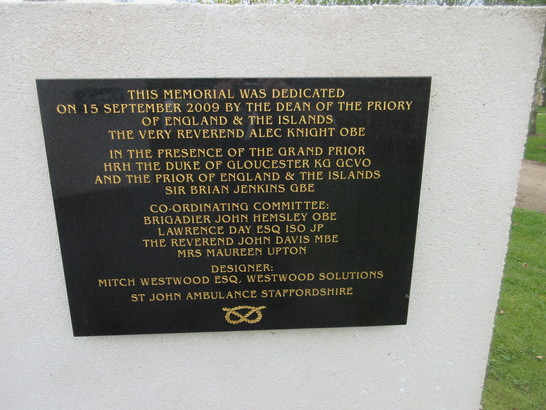 THIS MEMORIAL WAS DEDICATED
ON 15 SEPTEMBER 2009 BY THE DEAN OF THE PRIORY
OF ENGLAND & THE ISLANDS
THE VERY REVEREND ALEC KNIGHT OBE
IN THE PRESENCE OF THE GRAND PRIOR
HRH THE DUKE OF GLOUCESTER KG GCVO
AND THE PRIOR OF ENGLAND & THE ISLANDS
SIR BRIAN JENKINS GBE
CO-ORDINATING COMMITTEE:
BRIGADIER JOHN HEMSLEY OBE
LAWRENCE DAY ESQ ISO JP
THE REVEREND JOHN DAVIS MBE
MRS MAUREEN UPTON
DESIGNER:
MITCH WESTWOOD ESQ, WESTWOOD SOLUTIONS
ST JOHN AMBULANCE STAFFORDSHIRE